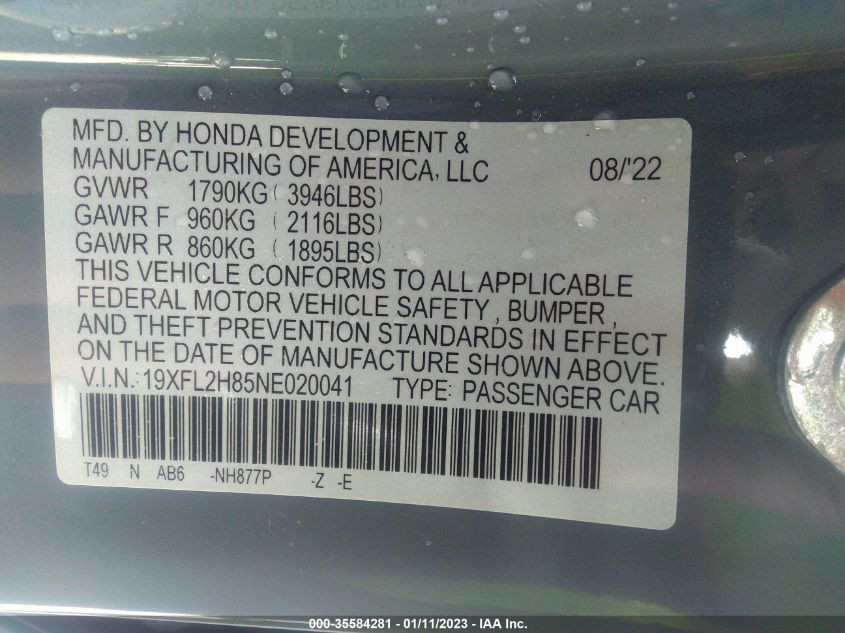 MFD. BY HONDA DEVELOPMENT &
MANUFACTURING OF AMERICA, LLC 08/'22
GVWR 1790KG ( 3946LBS)
GAWR F 960KG ( 2116LBS)
GAWR R 860KG ( 1895LBS)
THIS VEHICLE CONFORMS TO ALL APPLICABLE
FEDERAL MOTOR VEHICLE SAFETY, BUMPER,
AND THEFT PREVENTION STANDARDS IN EFFECT
ON THE DATE OF MANUFACTURE SHOWN ABOVE.
V.I.N.: 19XFL2H85NE020041 TYPE: PASSENGER CAR
T49 N AB6 -NH877P -Z -E
000-35584281 - 01/11/2023 - IAA Inc.